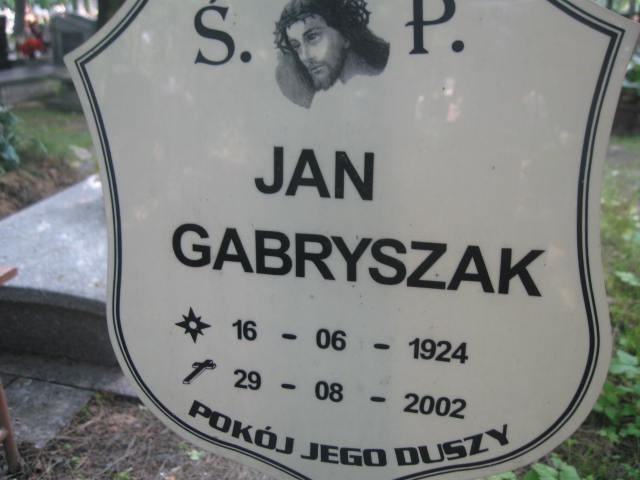 Ś. P.
JAN
GABRYSZAK
16 - 06 - 1924
29 - 08 - 2002
POKÓJ JEGO DUSZY